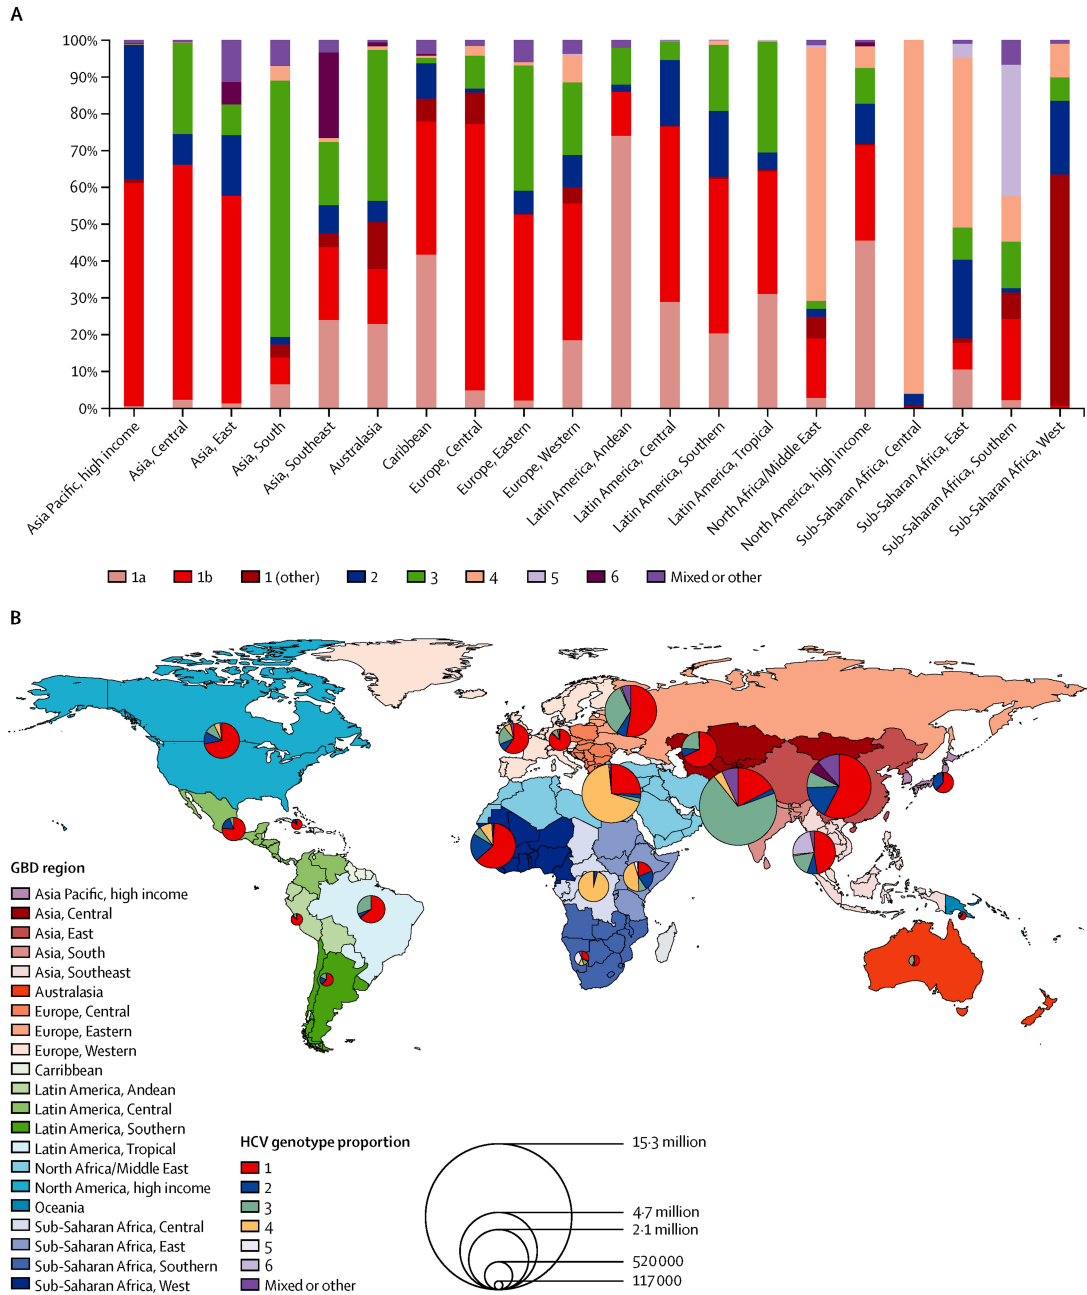 A
100%
90%
80%
70%
60%
50%
40%
30%
20%
10%
0%
Asia Pacific, high income
Asia, Central
Asia, East
Asia, South
Asia, Southeast
Australasia
Caribbean
Europe, Central
Europe, Eastern
Europe, Western
Latin America, Andean
Latin America, Central
Latin America, Southern
Latin America, Tropical
North Africa/Middle East
North America, high income
Sub-Saharan Africa, Central
Sub-Saharan Africa, East
Sub-Saharan Africa, Southern
Sub-Saharan Africa, West
1a 1b 1 (other) 2 3 4 5 6 Mixed or other
B
GBD region
Asia Pacific, high income
Asia, Central
Asia, East
Asia, South
Asia, Southeast
Australasia
Europe, Central
Europe, Eastern
Europe, Western
Carribbean
Latin America, Andean
Latin America, Central
Latin America, Southern
Latin America, Tropical
North Africa/Middle East
North America, high income
Oceania
Sub-Saharan Africa, Central
Sub-Saharan Africa, East
Sub-Saharan Africa, Southern
Sub-Saharan Africa, West
HCV genotype proportion
1
2
3
4
5
6
Mixed or other
15·3 million
4·7 million
2·1 million
520 000
117 000